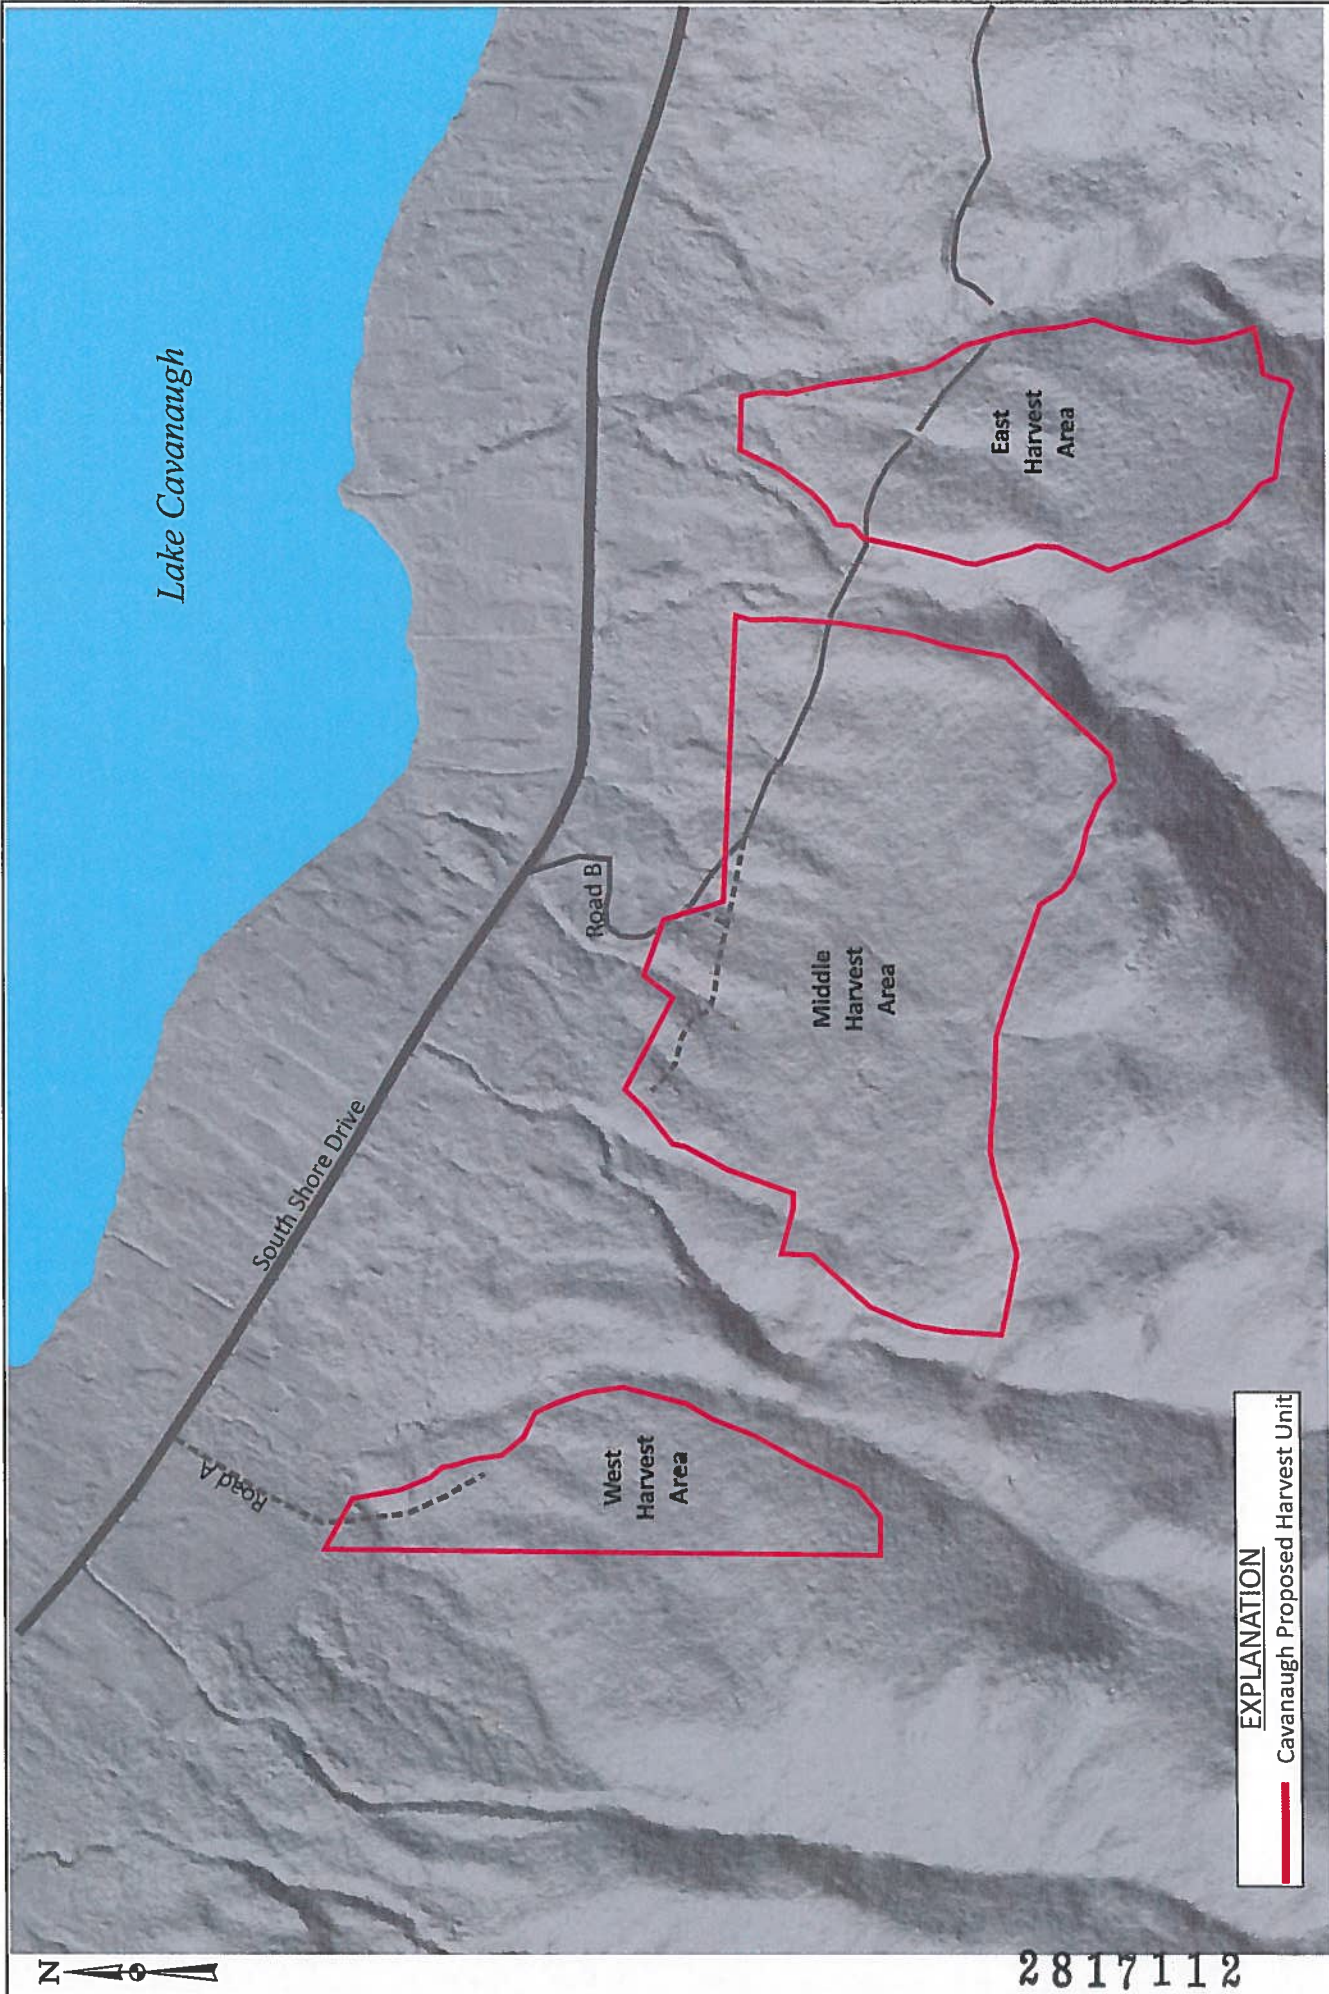 Lake Cavanaugh
South Shore Drive
Road A
Road B
West
Harvest
Area
Middle
Harvest
Area
East
Harvest
Area
EXPLANATION
Cavanaugh Proposed Harvest Unit
N
2817112